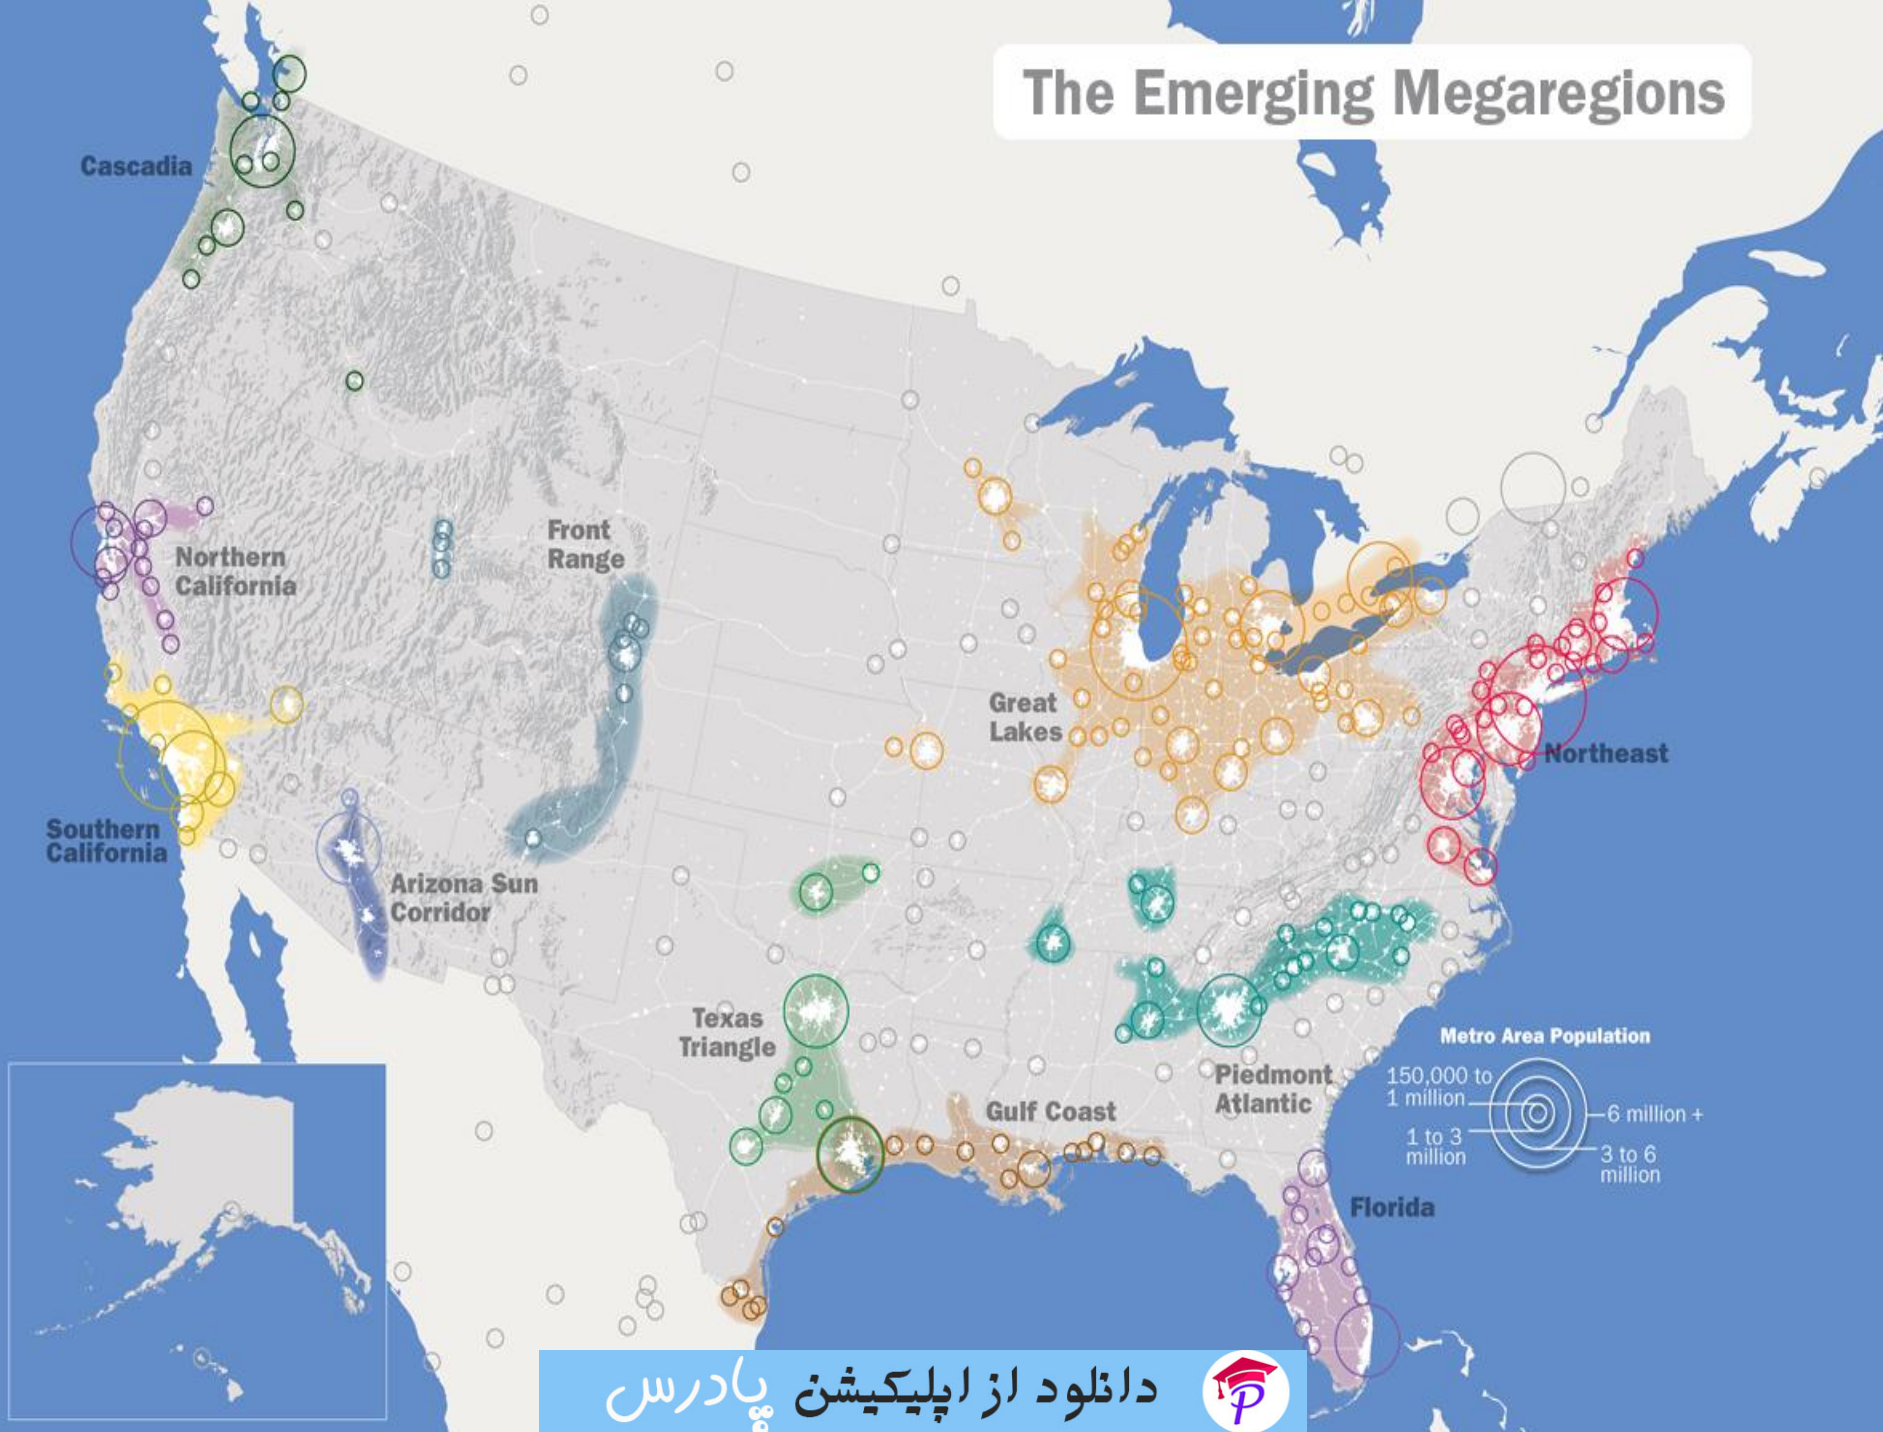 The Emerging Megaregions
Cascadia
Front
Range
Northern
California
Great
Lakes
Northeast
Southern
California
Arizona Sun
Corridor
Texas
Triangle
Piedmont
Atlantic
Gulf Coast
Metro Area Population
150,000 to
1 million
6 million +
1 to 3
million
3 to 6
million
Florida
دانلود از اپلیکیشن پادرس
P